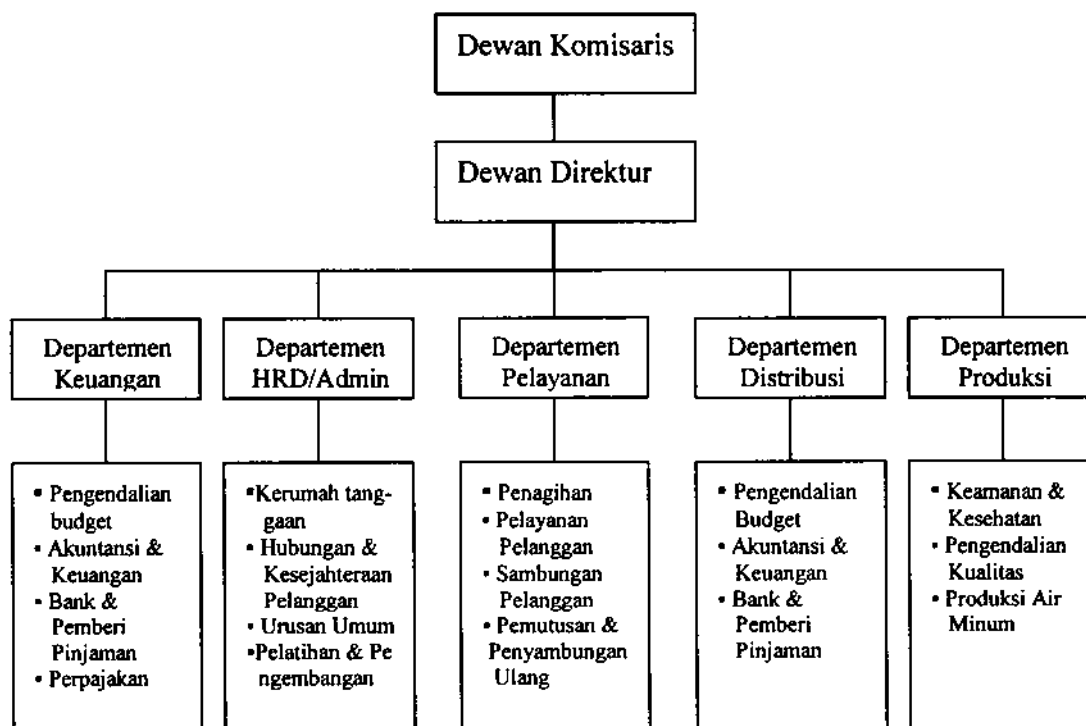 Dewan Komisaris
Dewan Direktur
Departemen
Keuangan
Departemen
HRD/Admin
Departemen
Pelayanan
Departemen
Distribusi
Departemen
Produksi
▪ Pengendalian
budget
• Akuntansi &
Keuangan
• Bank &
Pemberi
Pinjaman
• Perpajakan
▪Kerumah tang-
gaan
• Hubungan &
Kesejahteraan
Pelanggan
• Urusan Umum
▪Pelatihan & Pe
ngembangan
▪ Penagihan
• Pelayanan
Pelanggan
• Sambungan
Pelanggan
• Pemutusan &
Penyambungan
Ulang
▪ Pengendalian
Budget
• Akuntansi &
Keuangan
• Bank &
Pemberi
Pinjaman
▪ Keamanan &
Kesehatan
• Pengendalian
Kualitas
• Produksi Air
Minum